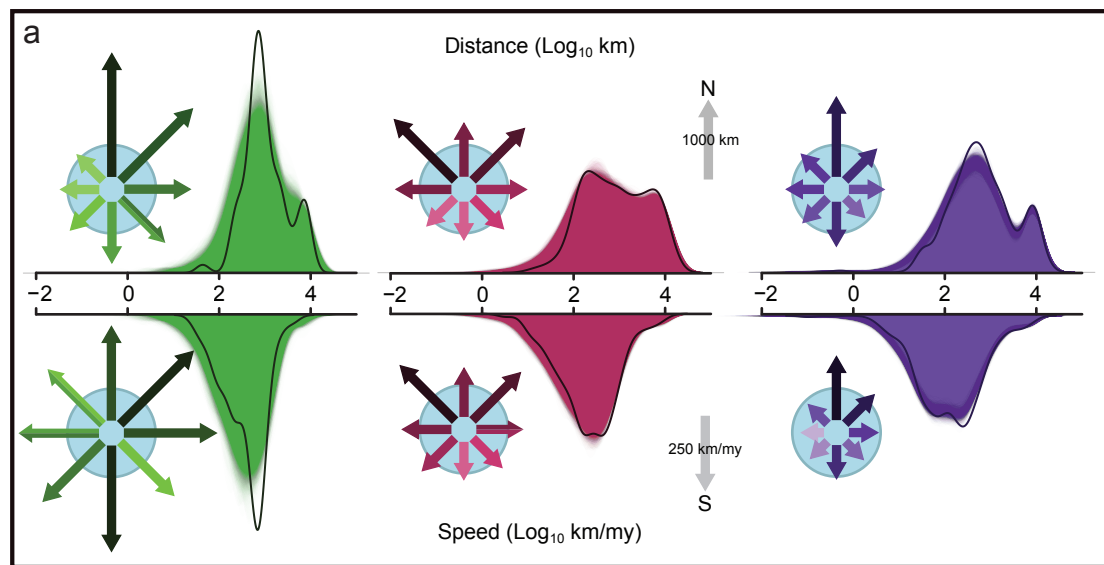 a
Distance (Log₁₀ km)
N
1000 km
−2 0 2 4
−2 0 2 4
−2 0 2 4
250 km/my
S
Speed (Log₁₀ km/my)